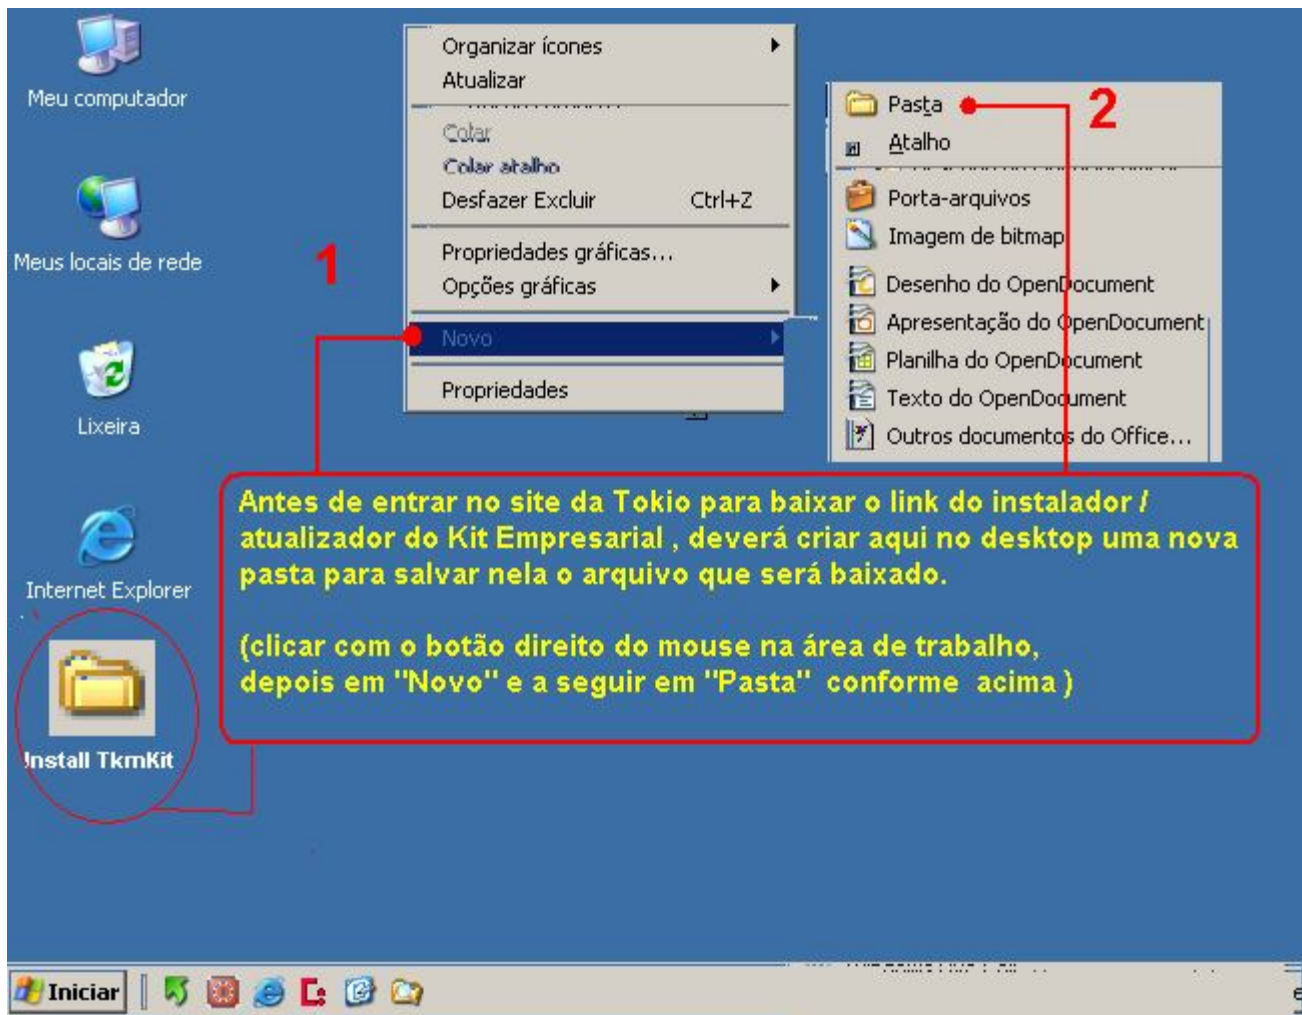 Meu computador
Meus locais de rede
Lixeira
Internet Explorer
Install TkmKit
Organizar ícones
Atualizar
Colar
Colar atalho
Desfazer Excluir Ctrl+Z
Propriedades gráficas...
Opções gráficas
Novo
Propriedades
1
Pasta
2
Atalho
Porta-arquivos
Imagem de bitmap
Desenho do OpenDocument
Apresentação do OpenDocument
Planilha do OpenDocument
Texto do OpenDocument
Outros documentos do Office...
Antes de entrar no site da Tokio para baixar o link do instalador /
atualizador do Kit Empresarial , deverá criar aqui no desktop uma nova
pasta para salvar nela o arquivo que será baixado.
(clicar com o botão direito do mouse na área de trabalho,
depois em "Novo" e a seguir em "Pasta" conforme acima )
Iniciar